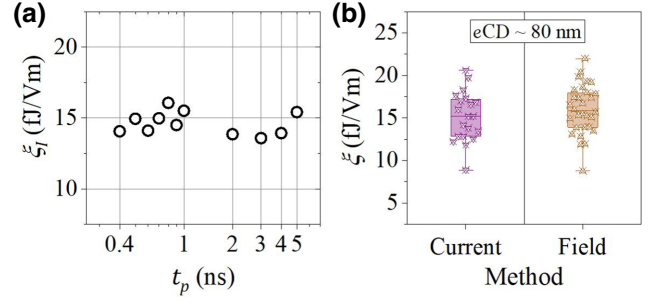 (a)
20
15
10
ξI (fJ/Vm)
0.4 1 2 3 4 5
tp (ns)
(b)
eCD ~ 80 nm
25
20
15
10
5
ξ (fJ/Vm)
Current Field
Method